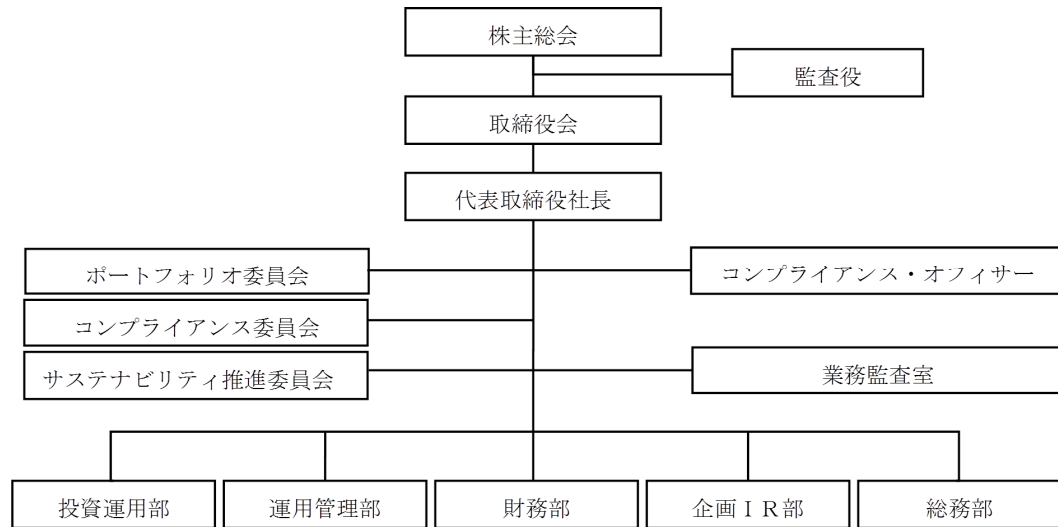 株主総会
監査役
取締役会
代表取締役社長
ポートフォリオ委員会
コンプライアンス・オフィサー
コンプライアンス委員会
サステナビリティ推進委員会
業務監査室
投資運用部
運用管理部
財務部
企画ＩＲ部
総務部